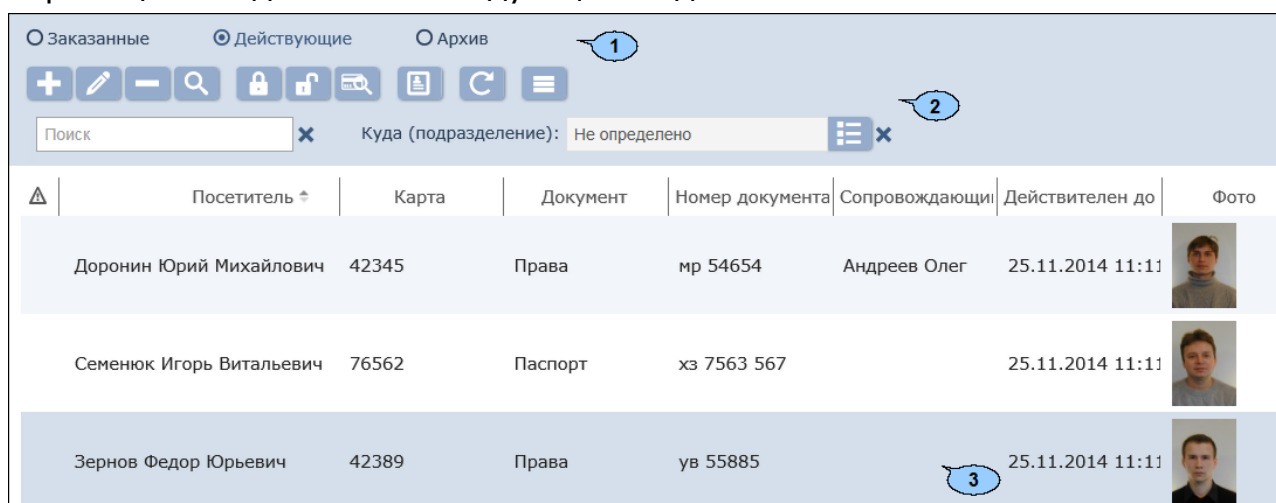 Заказанные Действующие Архив 1
2
Поиск Куда (подразделение): Не определено
Посетитель Карта Документ Номер документа Сопровождающи Действителен до Фото
Доронин Юрий Михайлович 42345 Права мр 54654 Андреев Олег 25.11.2014 11:11
Семенюк Игорь Витальевич 76562 Паспорт хз 7563 567 25.11.2014 11:11
Зернов Федор Юрьевич 42389 Права ув 55885 25.11.2014 11:11
3